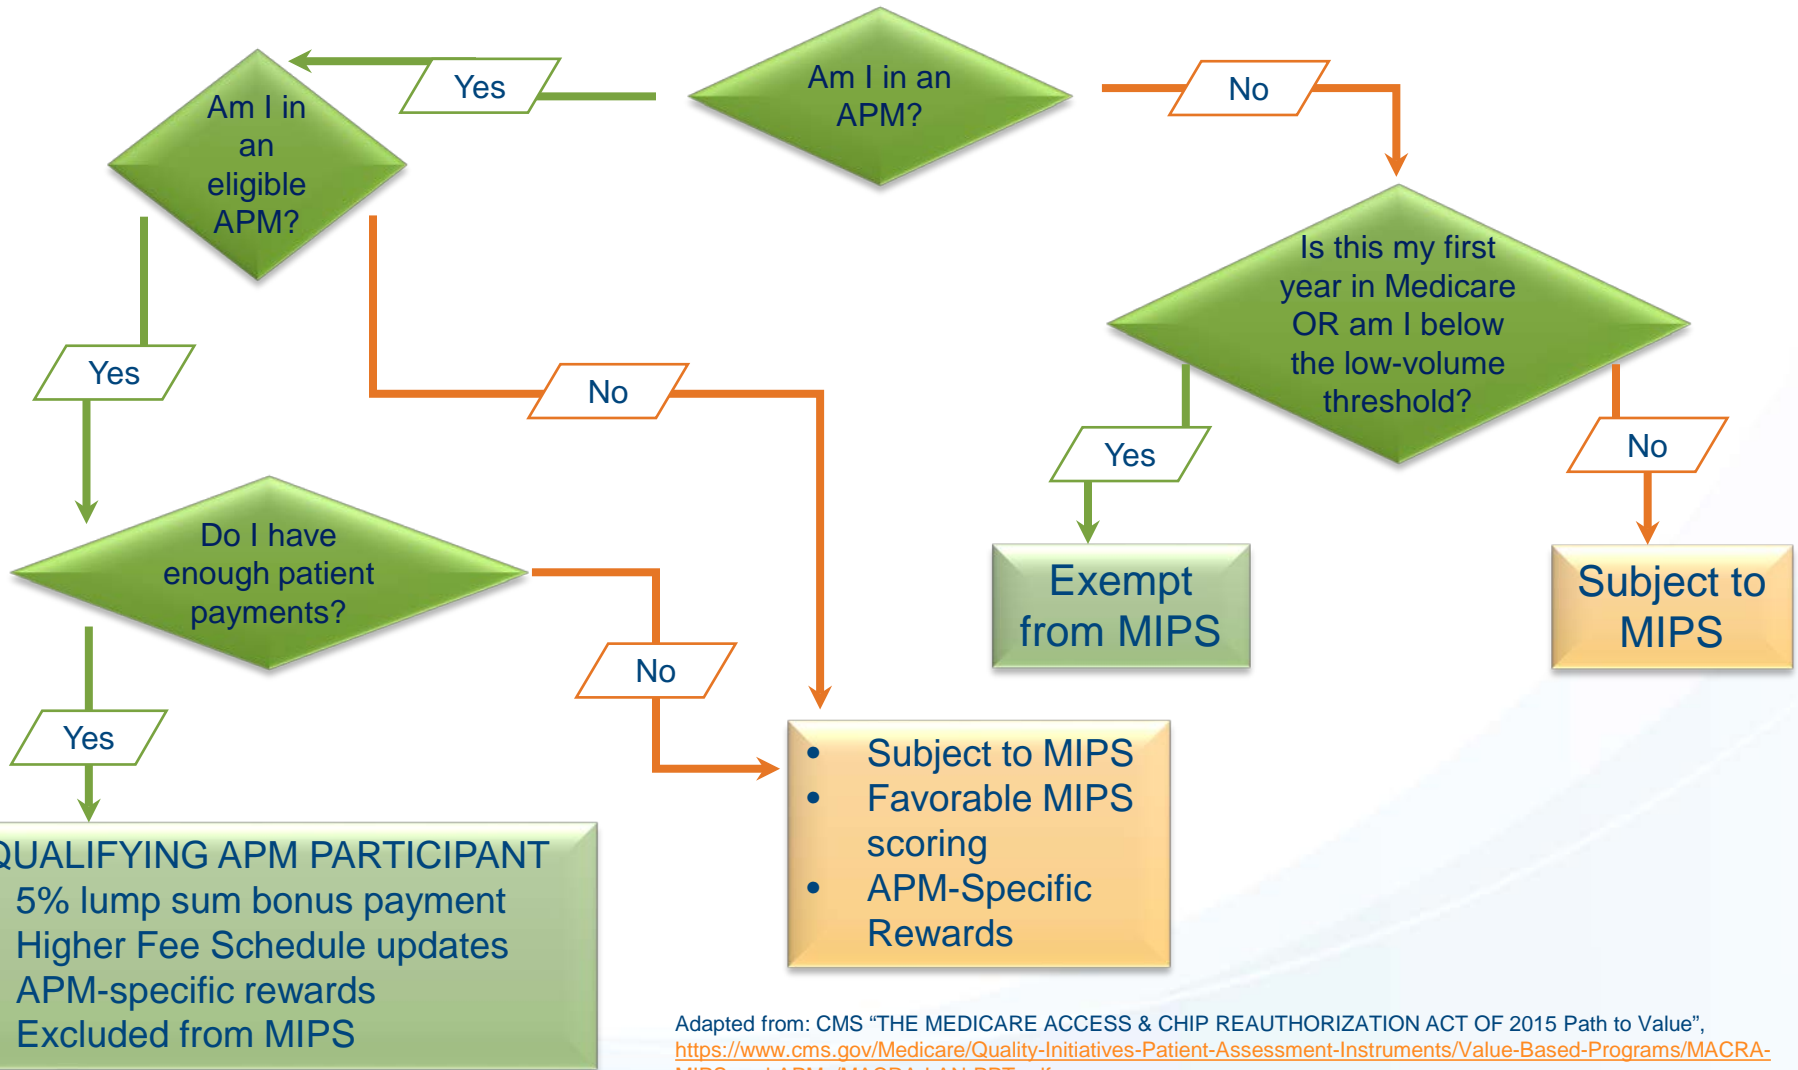 Am I in an
APM?
Yes
No
Am I in
an
eligible
APM?
Is this my first
year in Medicare
OR am I below
the low-volume
threshold?
Yes
No
Yes
No
Do I have
enough patient
payments?
Exempt
from MIPS
Subject to
MIPS
No
Yes
• Subject to MIPS
• Favorable MIPS
scoring
• APM-Specific
Rewards
QUALIFYING APM PARTICIPANT
5% lump sum bonus payment
Higher Fee Schedule updates
APM-specific rewards
Excluded from MIPS
Adapted from: CMS “THE MEDICARE ACCESS & CHIP REAUTHORIZATION ACT OF 2015 Path to Value”,
https://www.cms.gov/Medicare/Quality-Initiatives-Patient-Assessment-Instruments/Value-Based-Programs/MACRA-